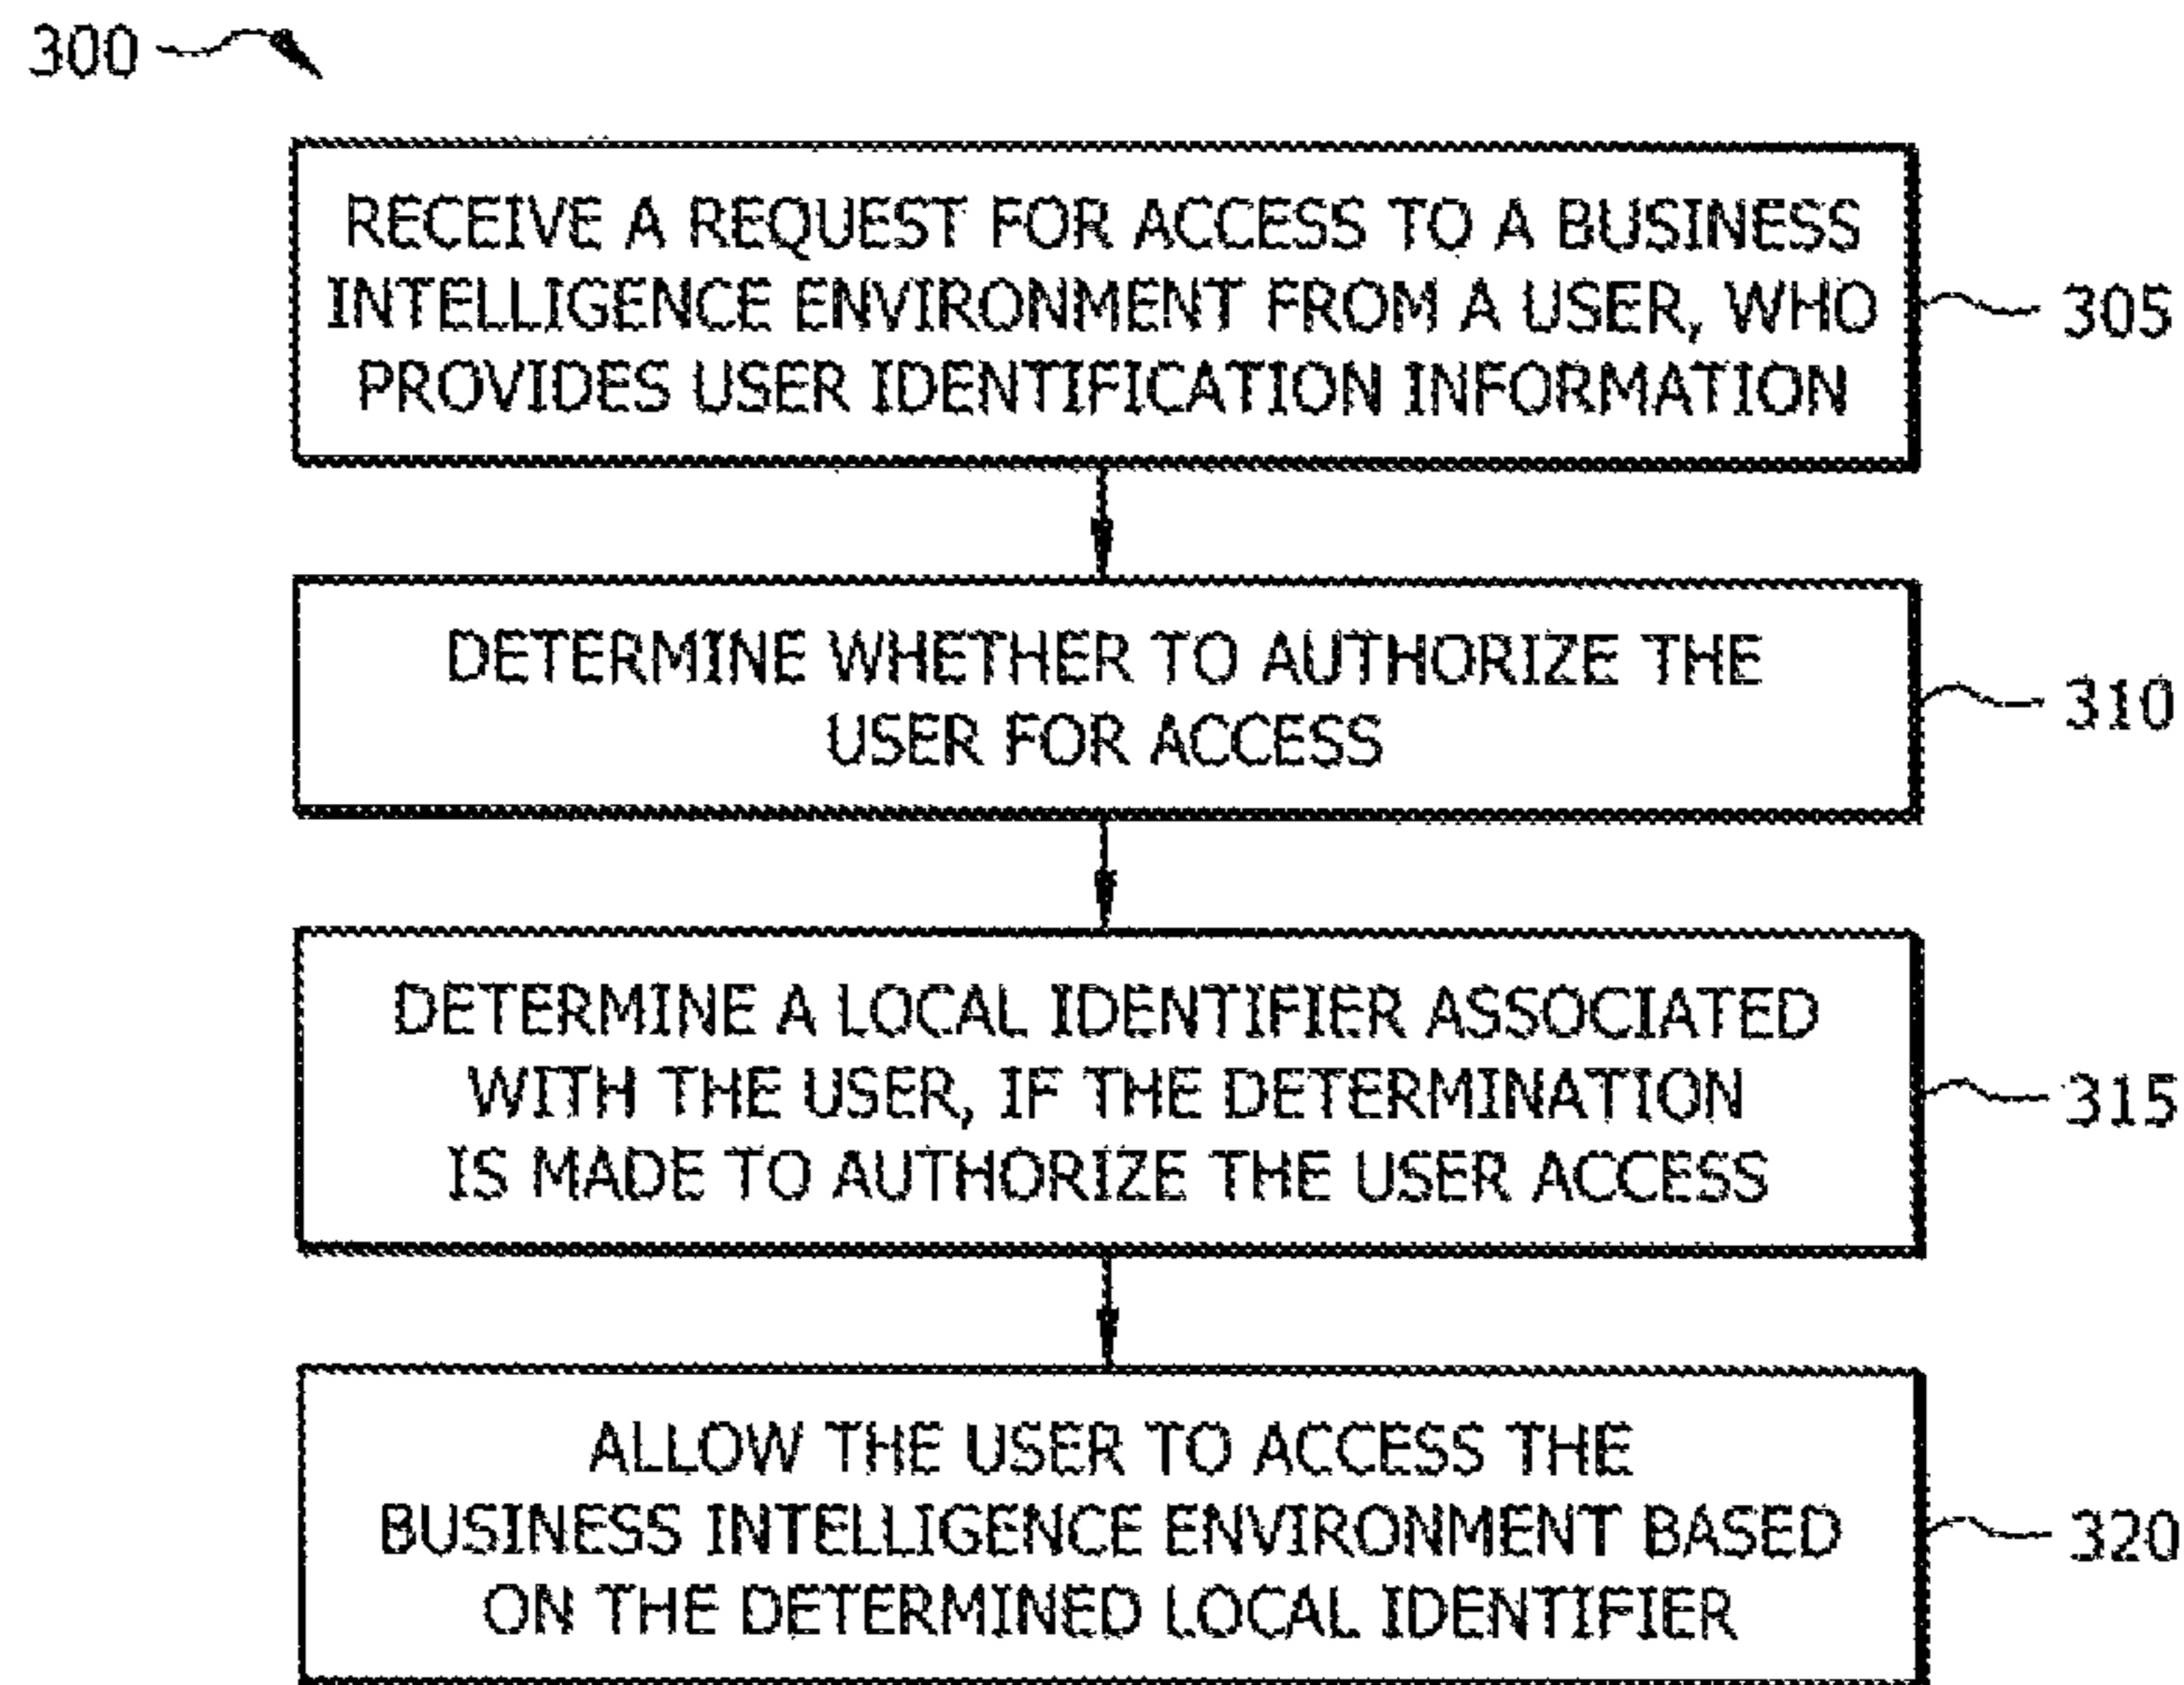 300
RECEIVE A REQUEST FOR ACCESS TO A BUSINESS
INTELLIGENCE ENVIRONMENT FROM A USER, WHO
PROVIDES USER IDENTIFICATION INFORMATION
305
DETERMINE WHETHER TO AUTHORIZE THE
USER FOR ACCESS
310
DETERMINE A LOCAL IDENTIFIER ASSOCIATED
WITH THE USER, IF THE DETERMINATION
IS MADE TO AUTHORIZE THE USER ACCESS
315
ALLOW THE USER TO ACCESS THE
BUSINESS INTELLIGENCE ENVIRONMENT BASED
ON THE DETERMINED LOCAL IDENTIFIER
320